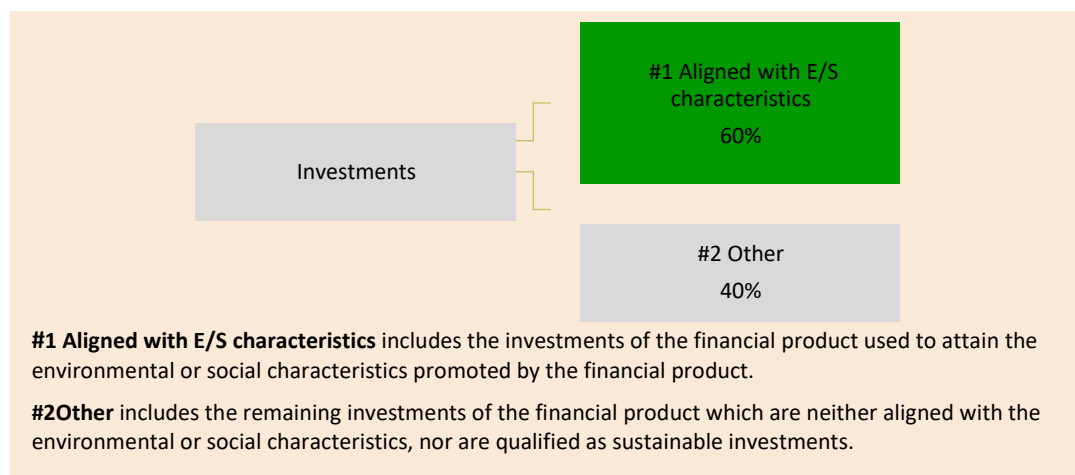 #1 Aligned with E/S
characteristics
60%
Investments
#2 Other
40%
#1 Aligned with E/S characteristics includes the investments of the financial product used to attain the
environmental or social characteristics promoted by the financial product.
#2Other includes the remaining investments of the financial product which are neither aligned with the
environmental or social characteristics, nor are qualified as sustainable investments.